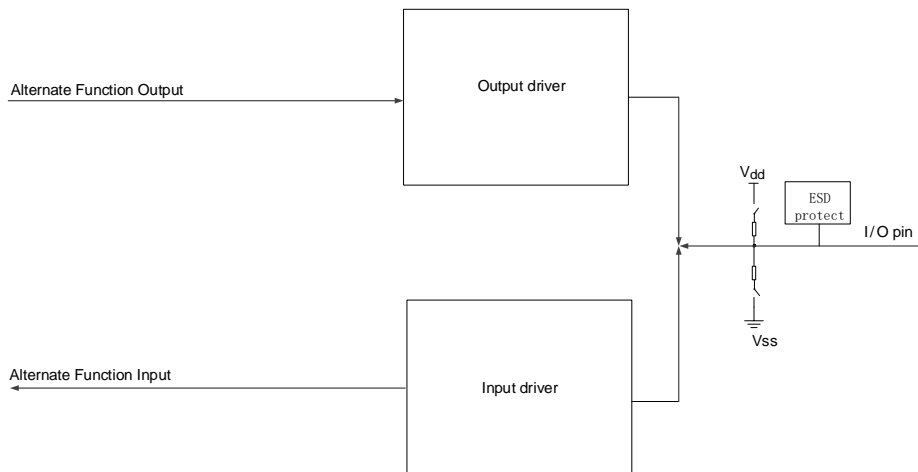 Alternate Function Output
Output driver
Vdd
ESD
protect
I/O pin
Vss
Alternate Function Input
Input driver